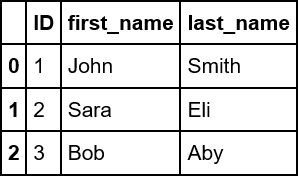 ID first_name last_name
0 1 John Smith
1 2 Sara Eli
2 3 Bob Aby